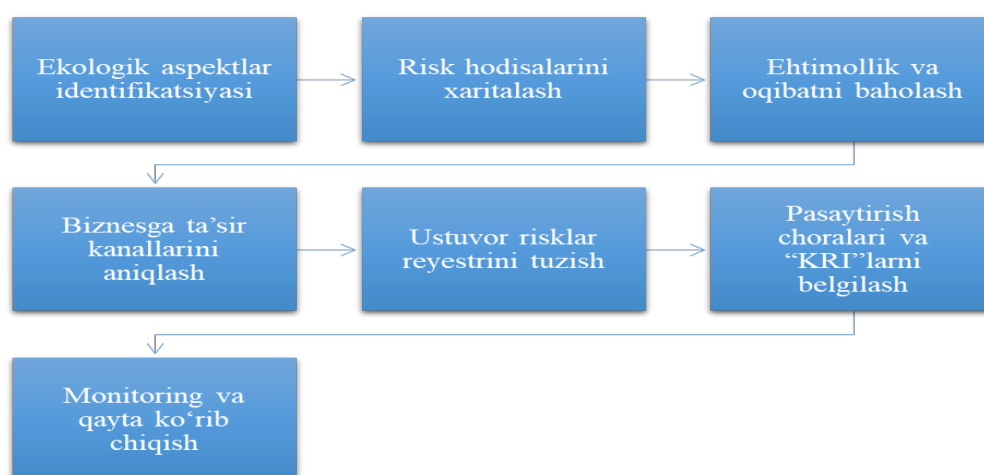 Ekologik aspektlar
identifikatsiyasi
Risk hodisalarini
xaritalash
Ehtimollik va
oqibatni baholash
Biznesga ta’sir
kanallarini
aniqlash
Ustuvor risklar
reyestrini tuzish
Pasaytirish
choralari va
“KRI”larni
belgilash
Monitoring va
qayta ko‘rib
chiqish